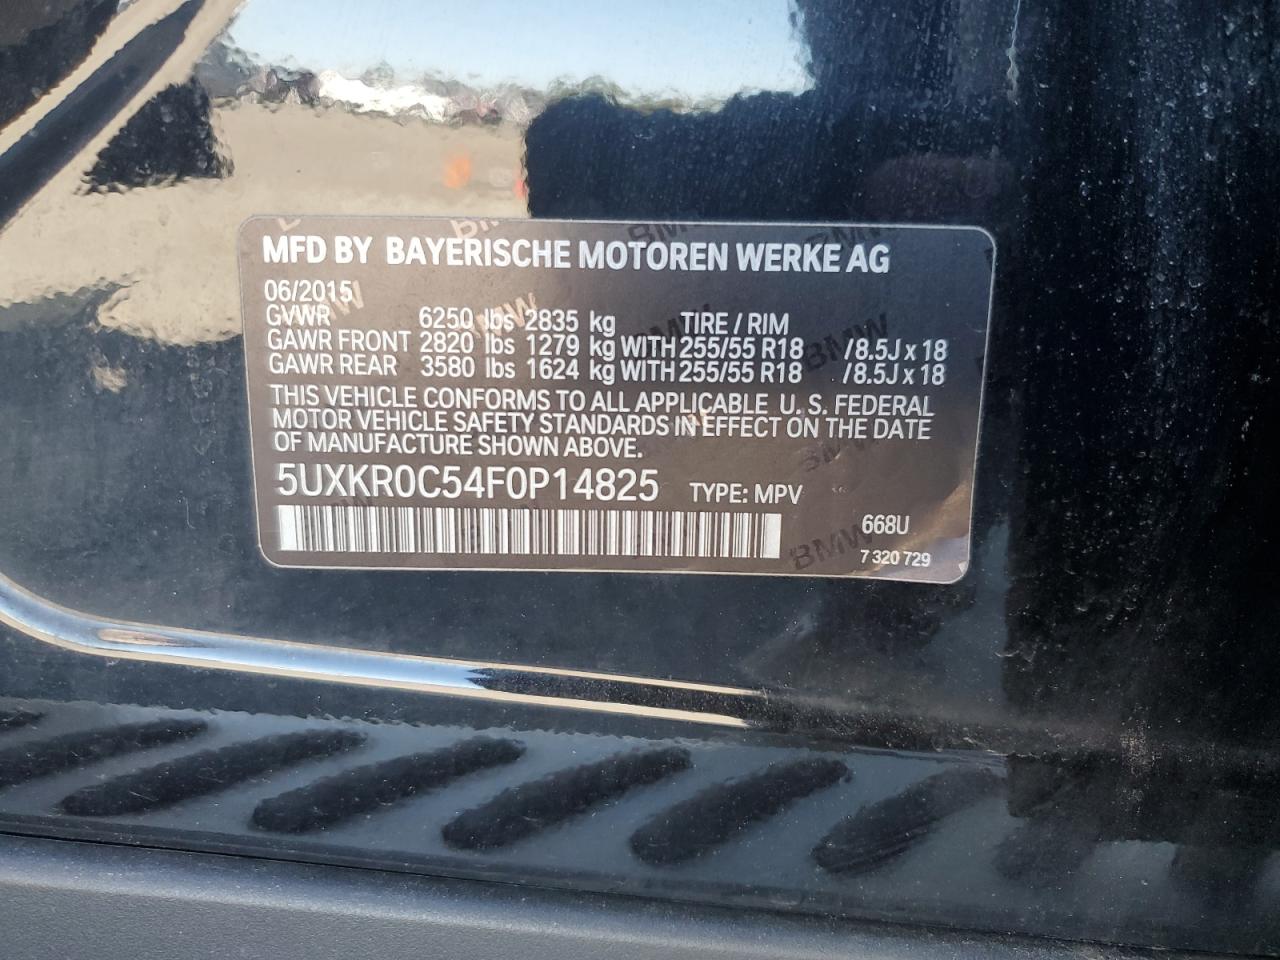 MFD BY BAYERISCHE MOTOREN WERKE AG
06/2015
GVWR 6250 lbs 2835 kg TIRE / RIM
GAWR FRONT 2820 lbs 1279 kg WITH 255/55 R18 /8.5J x 18
GAWR REAR 3580 lbs 1624 kg WITH 255/55 R18 /8.5J x 18
THIS VEHICLE CONFORMS TO ALL APPLICABLE U. S. FEDERAL
MOTOR VEHICLE SAFETY STANDARDS IN EFFECT ON THE DATE
OF MANUFACTURE SHOWN ABOVE.
5UXKR0C54F0P14825 TYPE: MPV
668U
7 320 729